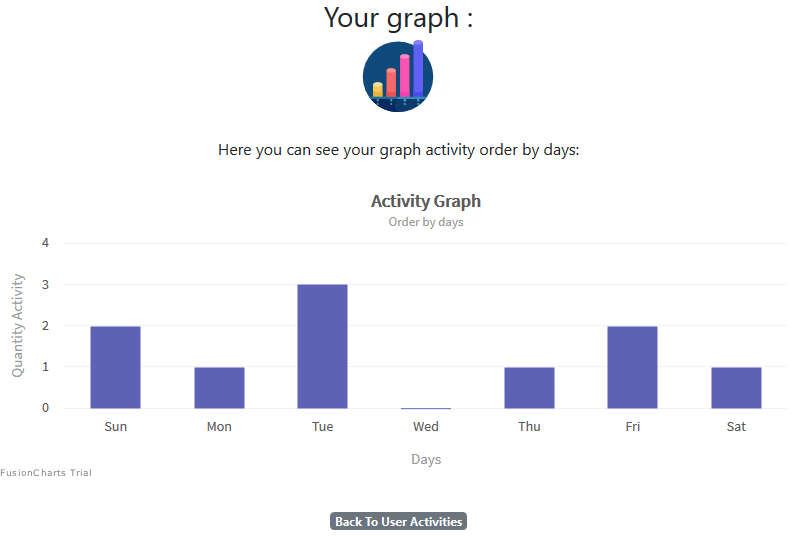 Your graph :
Here you can see your graph activity order by days:
Activity Graph
Order by days
4
3
2
1
0
Quantity Activity
Sun Mon Tue Wed Thu Fri Sat
Days
FusionCharts Trial
Back To User Activities